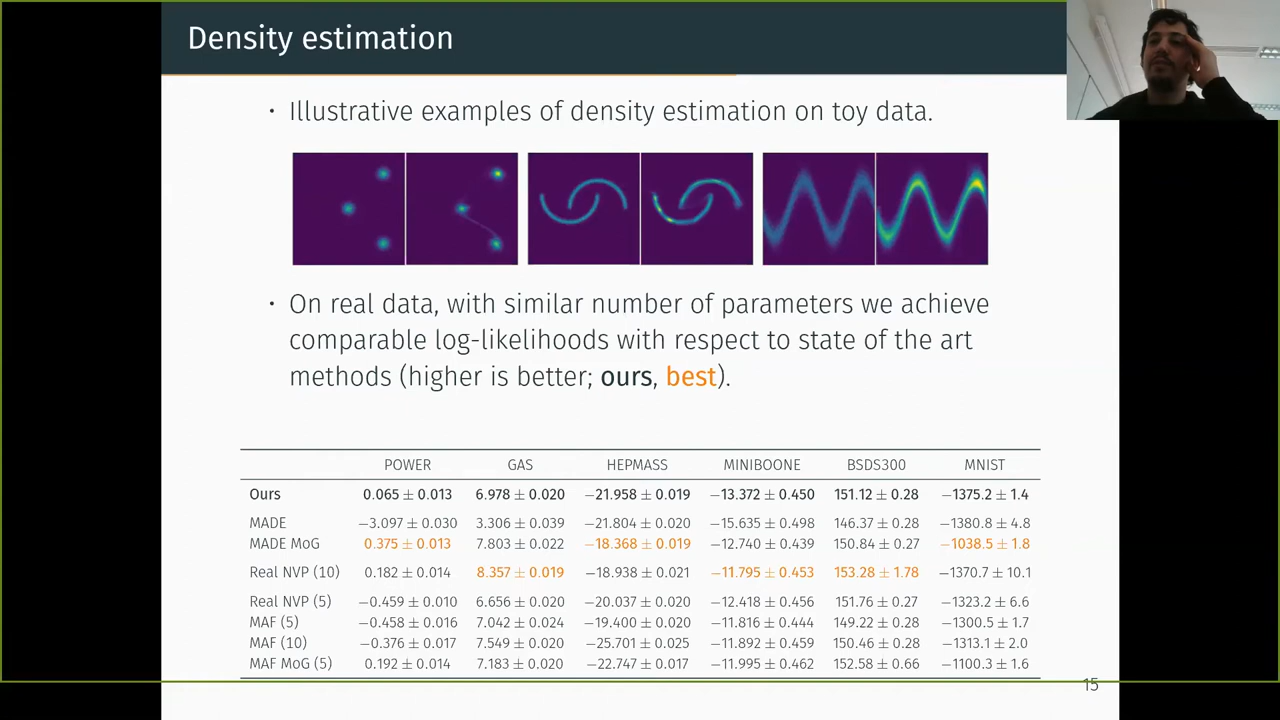 Density estimation
• Illustrative examples of density estimation on toy data.
• On real data, with similar number of parameters we achieve
comparable log-likelihoods with respect to state of the art
methods (higher is better; ours, best).
POWER GAS HEPMASS MINIBOONE BSDS300 MNIST
Ours 0.065 ± 0.013 6.978 ± 0.020 −21.958 ± 0.019 −13.372 ± 0.450 151.12 ± 0.28 −1375.2 ± 1.4
MADE −3.097 ± 0.030 3.306 ± 0.039 −21.804 ± 0.020 −15.635 ± 0.498 146.37 ± 0.28 −1380.8 ± 4.8
MADE MoG 0.375 ± 0.013 7.803 ± 0.022 −18.368 ± 0.019 −12.740 ± 0.439 150.84 ± 0.27 −1038.5 ± 1.8
Real NVP (10) 0.182 ± 0.014 8.357 ± 0.019 −18.938 ± 0.021 −11.795 ± 0.453 153.28 ± 1.78 −1370.7 ± 10.1
Real NVP (5) −0.459 ± 0.010 6.656 ± 0.020 −20.037 ± 0.020 −12.418 ± 0.456 151.76 ± 0.27 −1323.2 ± 6.6
MAF (5) −0.458 ± 0.016 7.042 ± 0.024 −19.400 ± 0.020 −11.816 ± 0.444 149.22 ± 0.28 −1300.5 ± 1.7
MAF (10) −0.376 ± 0.017 7.549 ± 0.020 −25.701 ± 0.025 −11.892 ± 0.459 150.46 ± 0.28 −1313.1 ± 2.0
MAF MoG (5) 0.192 ± 0.014 7.183 ± 0.020 −22.747 ± 0.017 −11.995 ± 0.462 152.58 ± 0.66 −1100.3 ± 1.6
15